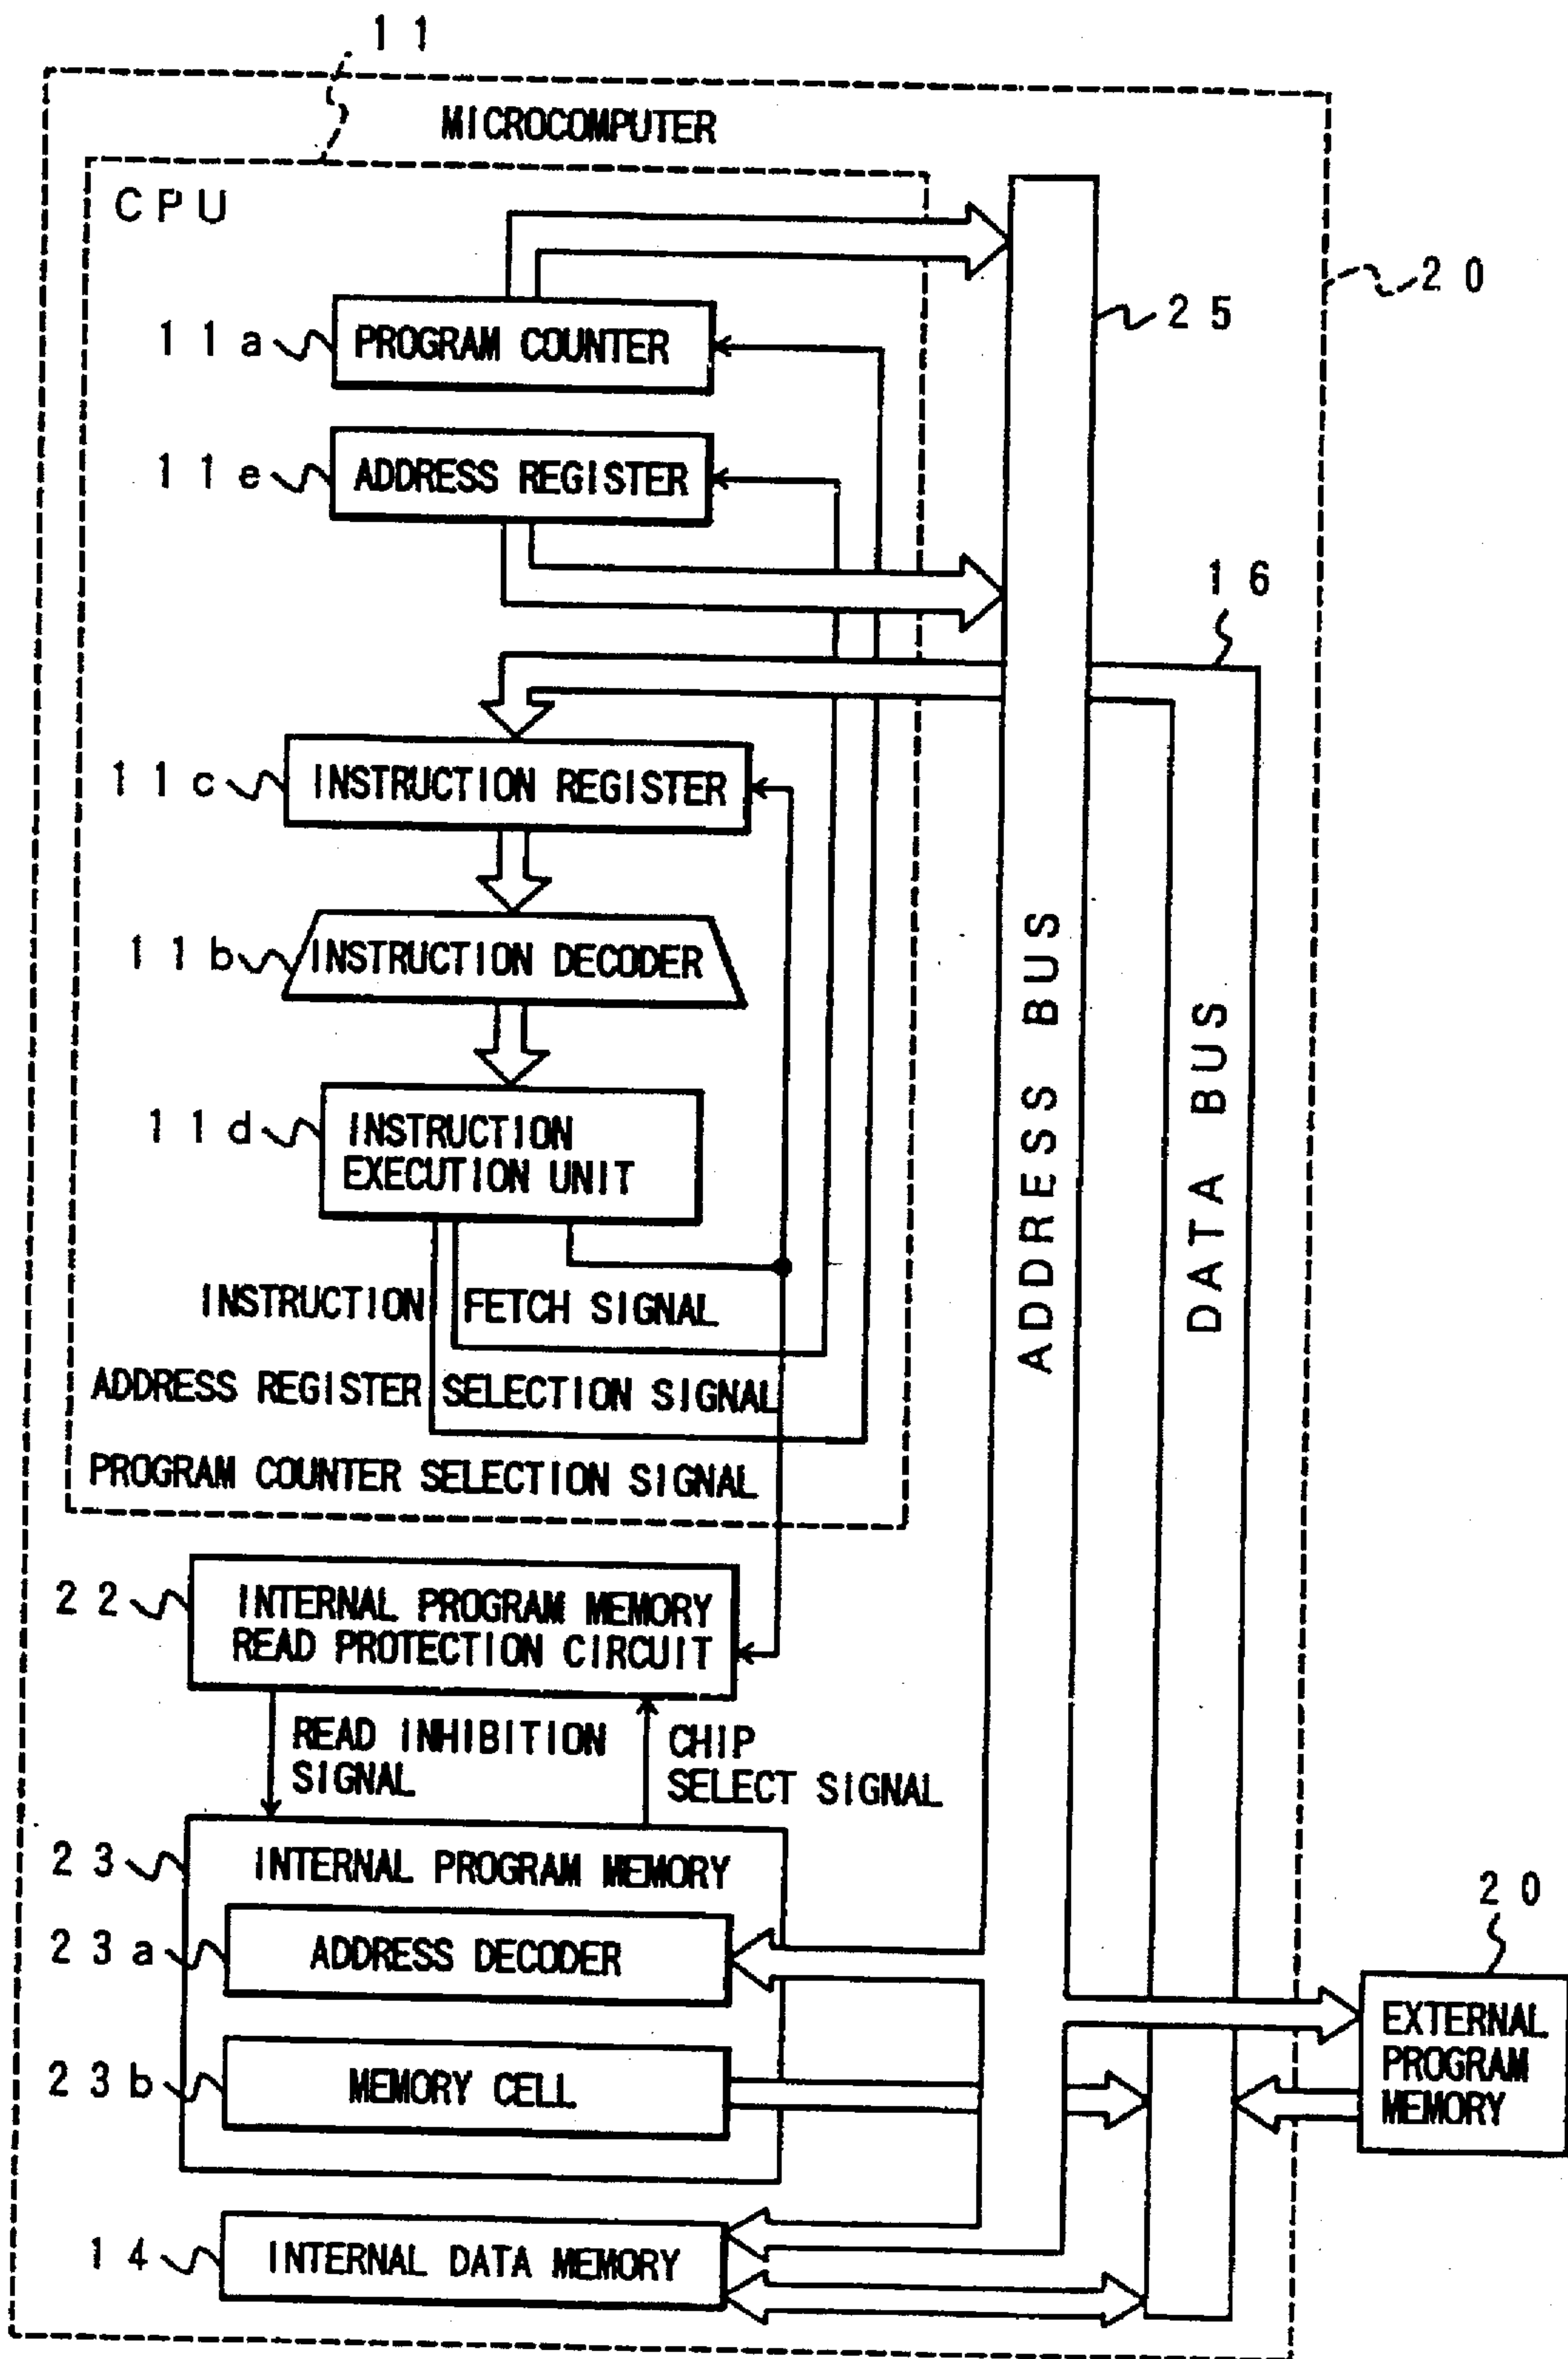 11
MICROCOMPUTER
CPU
20
25
11a
PROGRAM COUNTER
11e
ADDRESS REGISTER
16
11c
INSTRUCTION REGISTER
11b
INSTRUCTION DECODER
ADDRESS BUS
DATA BUS
11d
INSTRUCTION
EXECUTION UNIT
INSTRUCTION FETCH SIGNAL
ADDRESS REGISTER SELECTION SIGNAL
PROGRAM COUNTER SELECTION SIGNAL
22
INTERNAL PROGRAM MEMORY
READ PROTECTION CIRCUIT
READ INHIBITION
SIGNAL
CHIP
SELECT SIGNAL
23
INTERNAL PROGRAM MEMORY
20
23a
ADDRESS DECODER
EXTERNAL
PROGRAM
MEMORY
23b
MEMORY CELL
14
INTERNAL DATA MEMORY